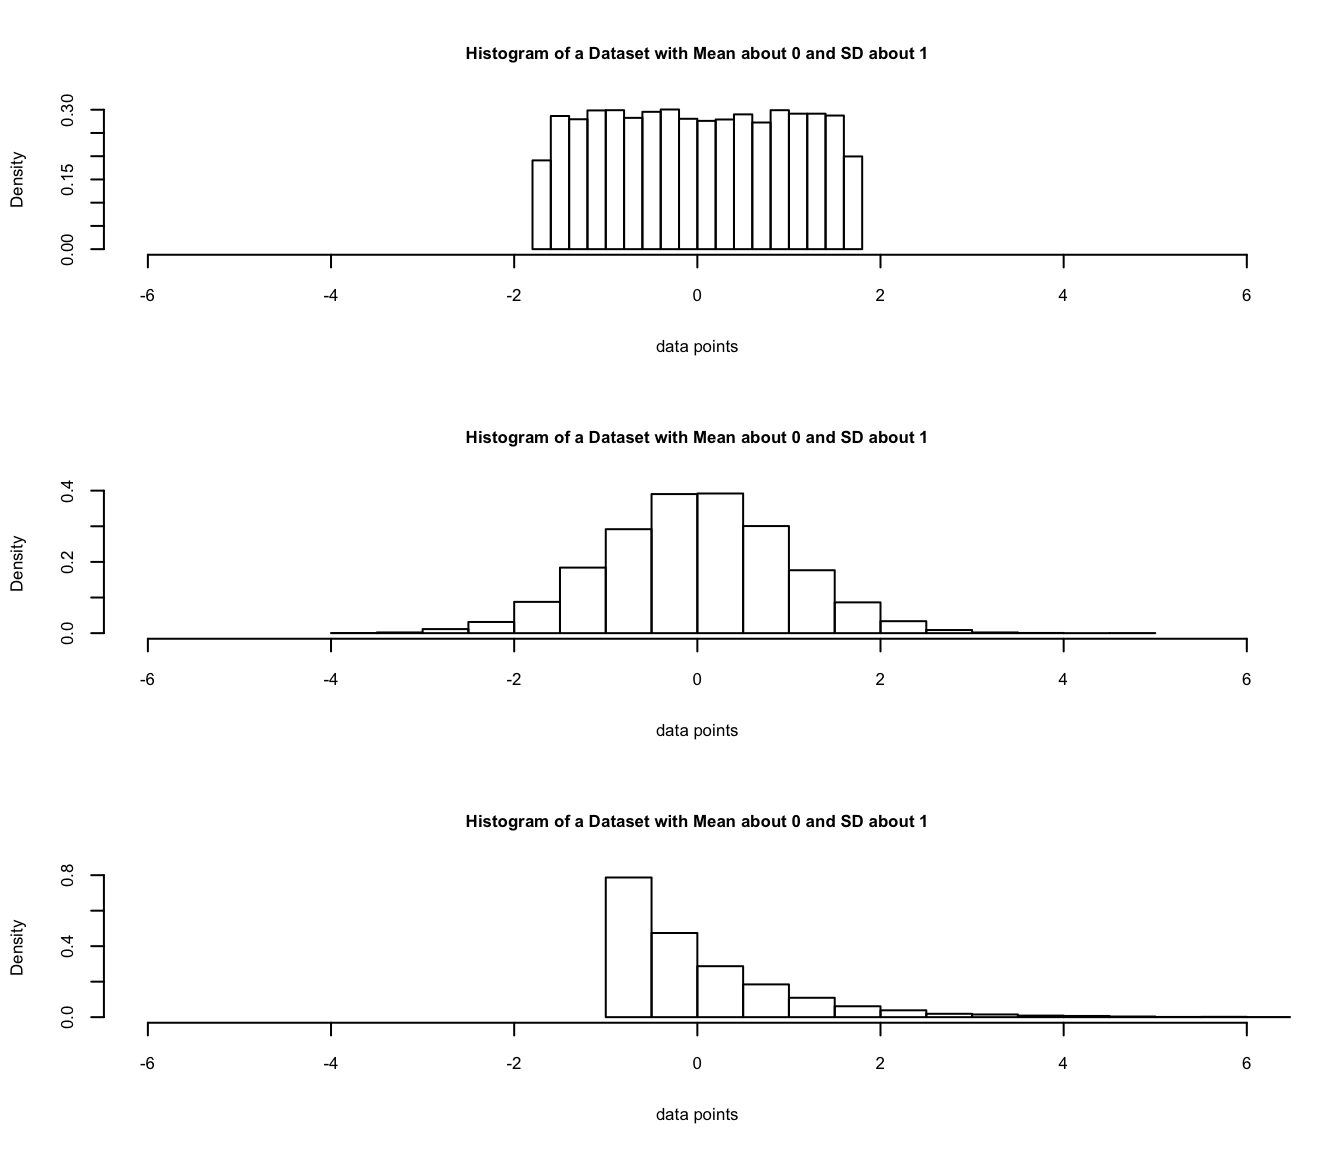 Histogram of a Dataset with Mean about 0 and SD about 1
Density
0.30
0.15
0.00
-6 -4 -2 0 2 4 6
data points
Histogram of a Dataset with Mean about 0 and SD about 1
Density
0.4
0.2
0.0
-6 -4 -2 0 2 4 6
data points
Histogram of a Dataset with Mean about 0 and SD about 1
Density
0.8
0.4
0.0
-6 -4 -2 0 2 4 6
data points